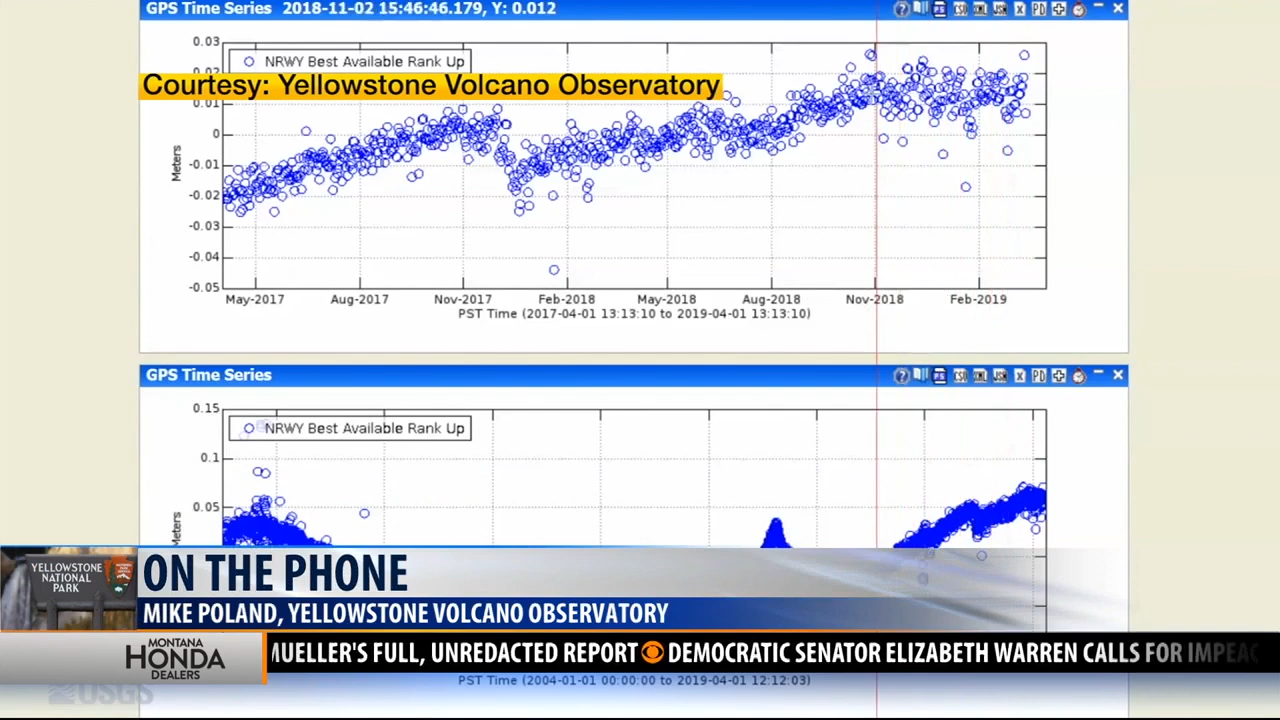 GPS Time Series 2018-11-02 15:46:46.179, Y: 0.012
0.03
NRWY Best Available Rank Up
Courtesy: Yellowstone Volcano Observatory
0.01
0
-0.01
-0.02
-0.03
-0.04
-0.05
Meters
May-2017 Aug-2017 Nov-2017 Feb-2018 May-2018 Aug-2018 Nov-2018 Feb-2019
PST Time (2017-04-01 13:13:10 to 2019-04-01 13:13:10)
GPS Time Series
0.15
NRWY Best Available Rank Up
0.1
0.05
Meters
YELLOWSTONE
NATIONAL
PARK
ON THE PHONE
MIKE POLAND, YELLOWSTONE VOLCANO OBSERVATORY
MONTANA
HONDA
DEALERS
MUELLER'S FULL, UNREDACTED REPORT DEMOCRATIC SENATOR ELIZABETH WARREN CALLS FOR IMPEAC
PST Time (2004-01-01 00:00:00 to 2019-04-01 12:12:03)
USGS